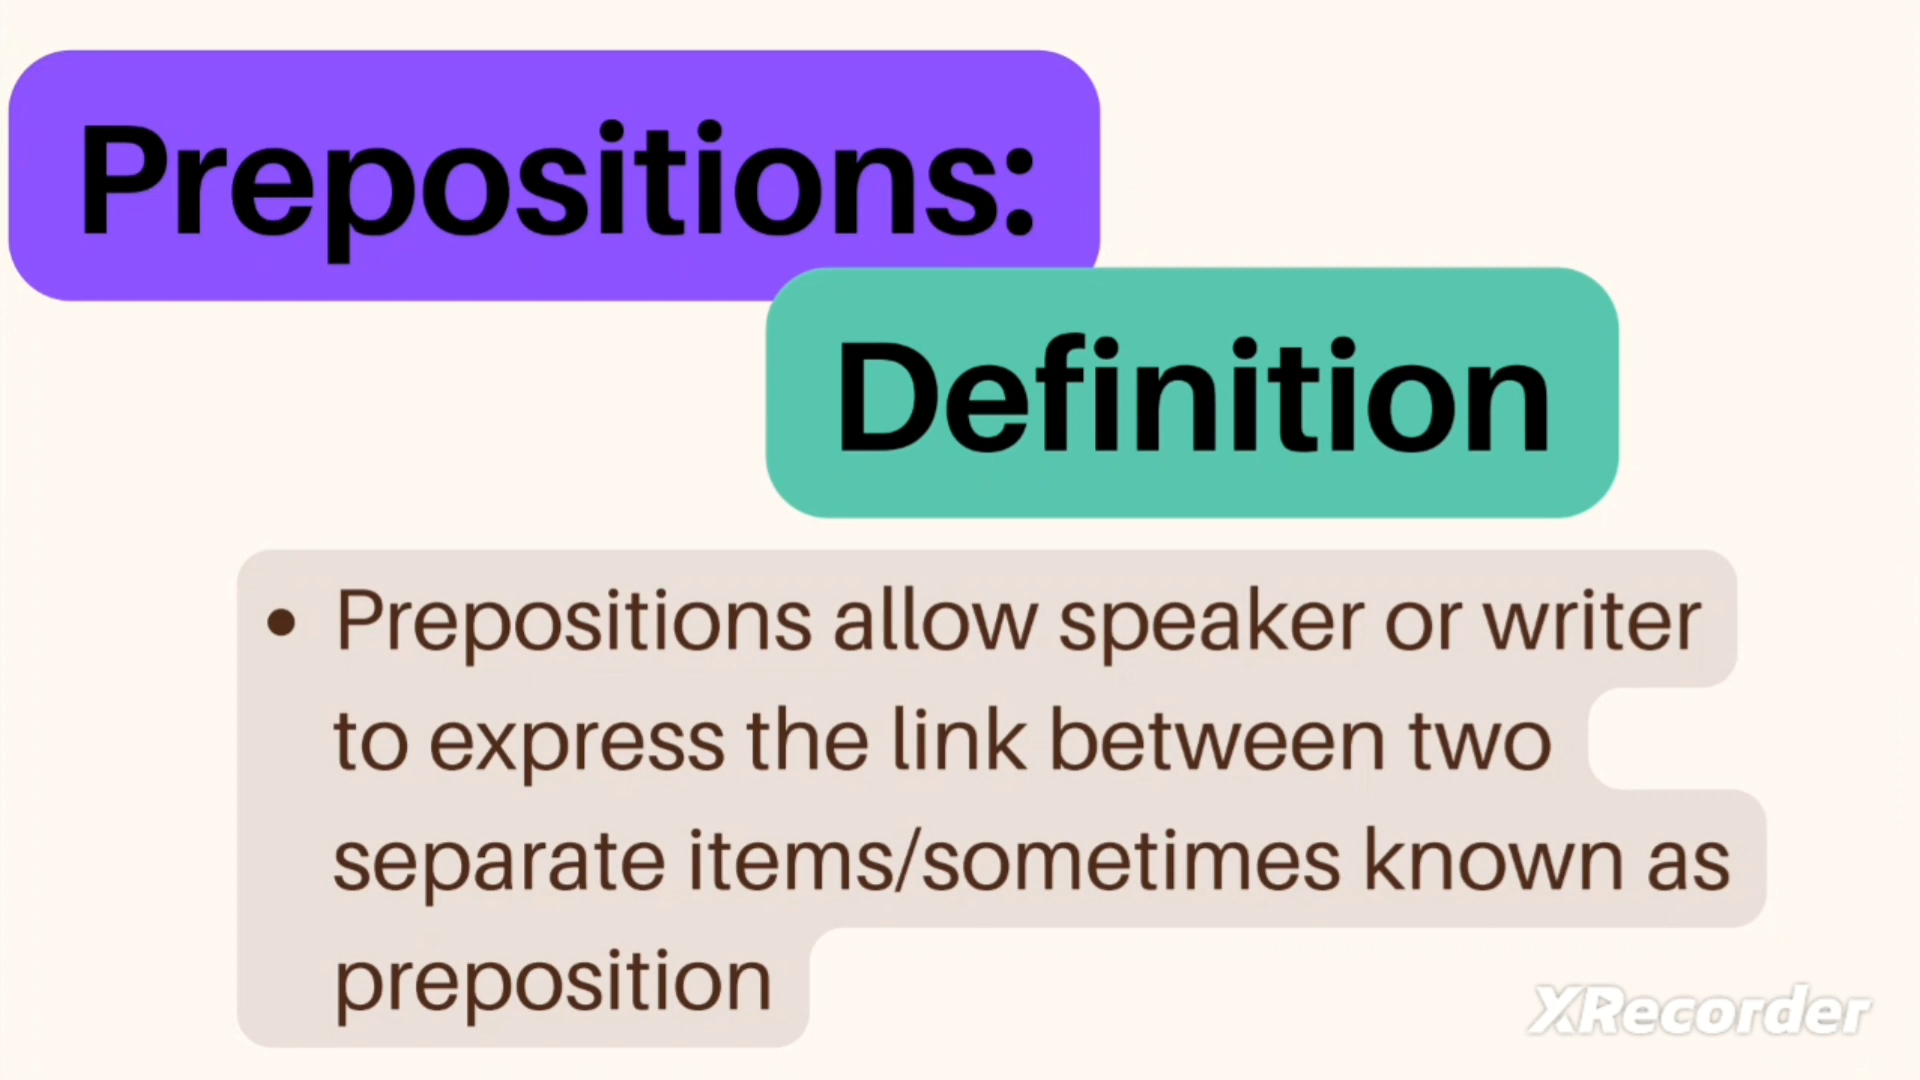 Prepositions:
Definition
• Prepositions allow speaker or writer
to express the link between two
separate items/sometimes known as
preposition
XRecorder